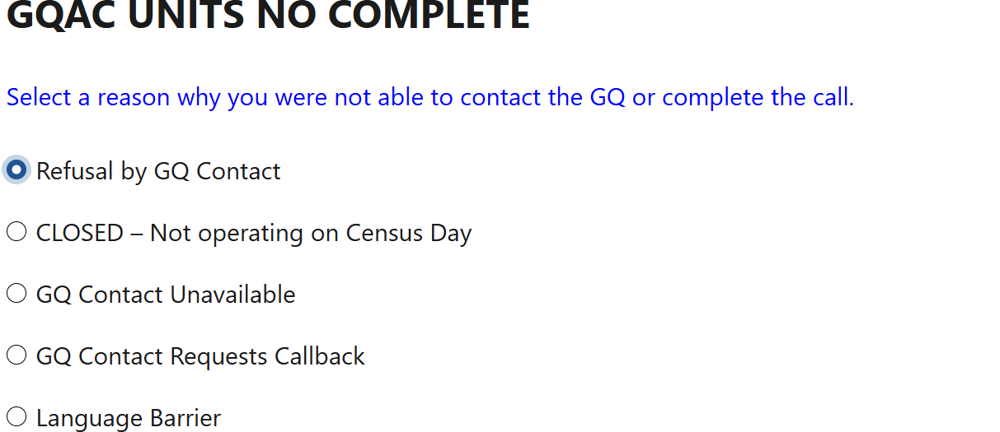 GQAC UNITS NO COMPLETE
Select a reason why you were not able to contact the GQ or complete the call.
Refusal by GQ Contact
CLOSED – Not operating on Census Day
GQ Contact Unavailable
GQ Contact Requests Callback
Language Barrier